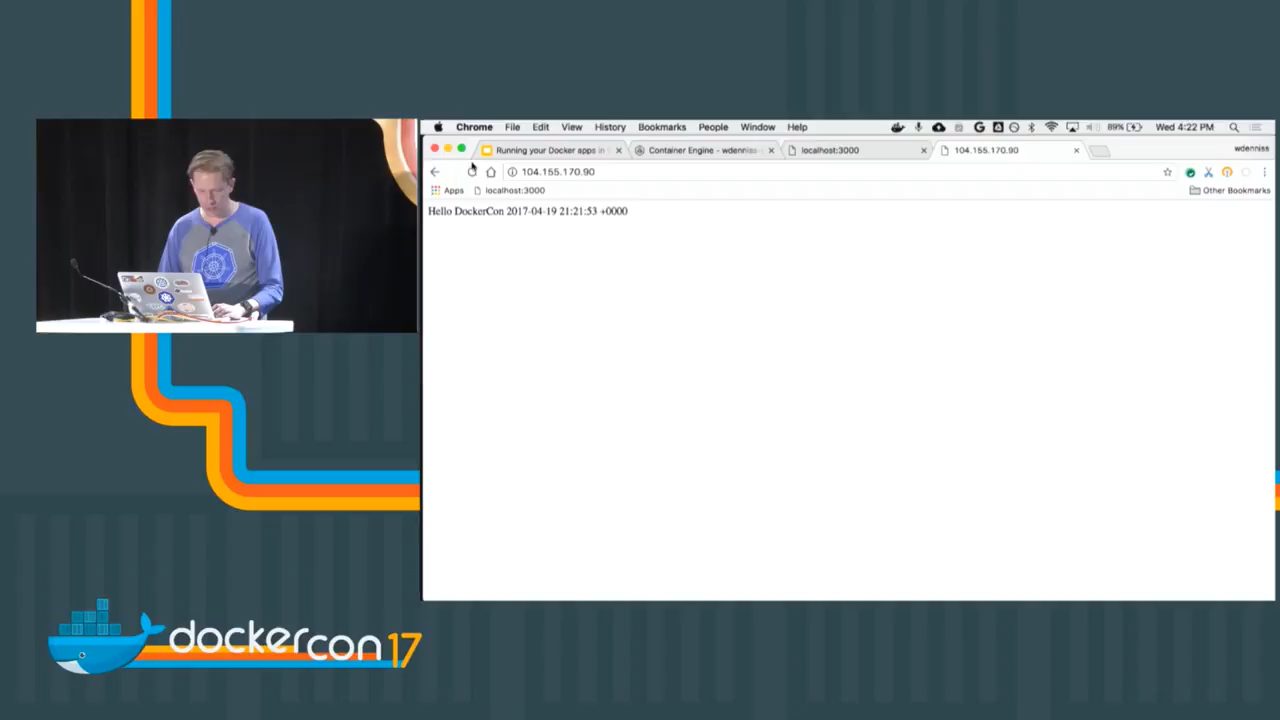 Chrome File Edit View History Bookmarks People Window Help 89% Wed 4:22 PM
Running your Docker apps in Container Engine - wdenniss- localhost:3000 104.155.170.90 wdenniss
104.155.170.90
Apps localhost:3000 Other Bookmarks
Hello DockerCon 2017-04-19 21:21:53 +0000
dockercon17